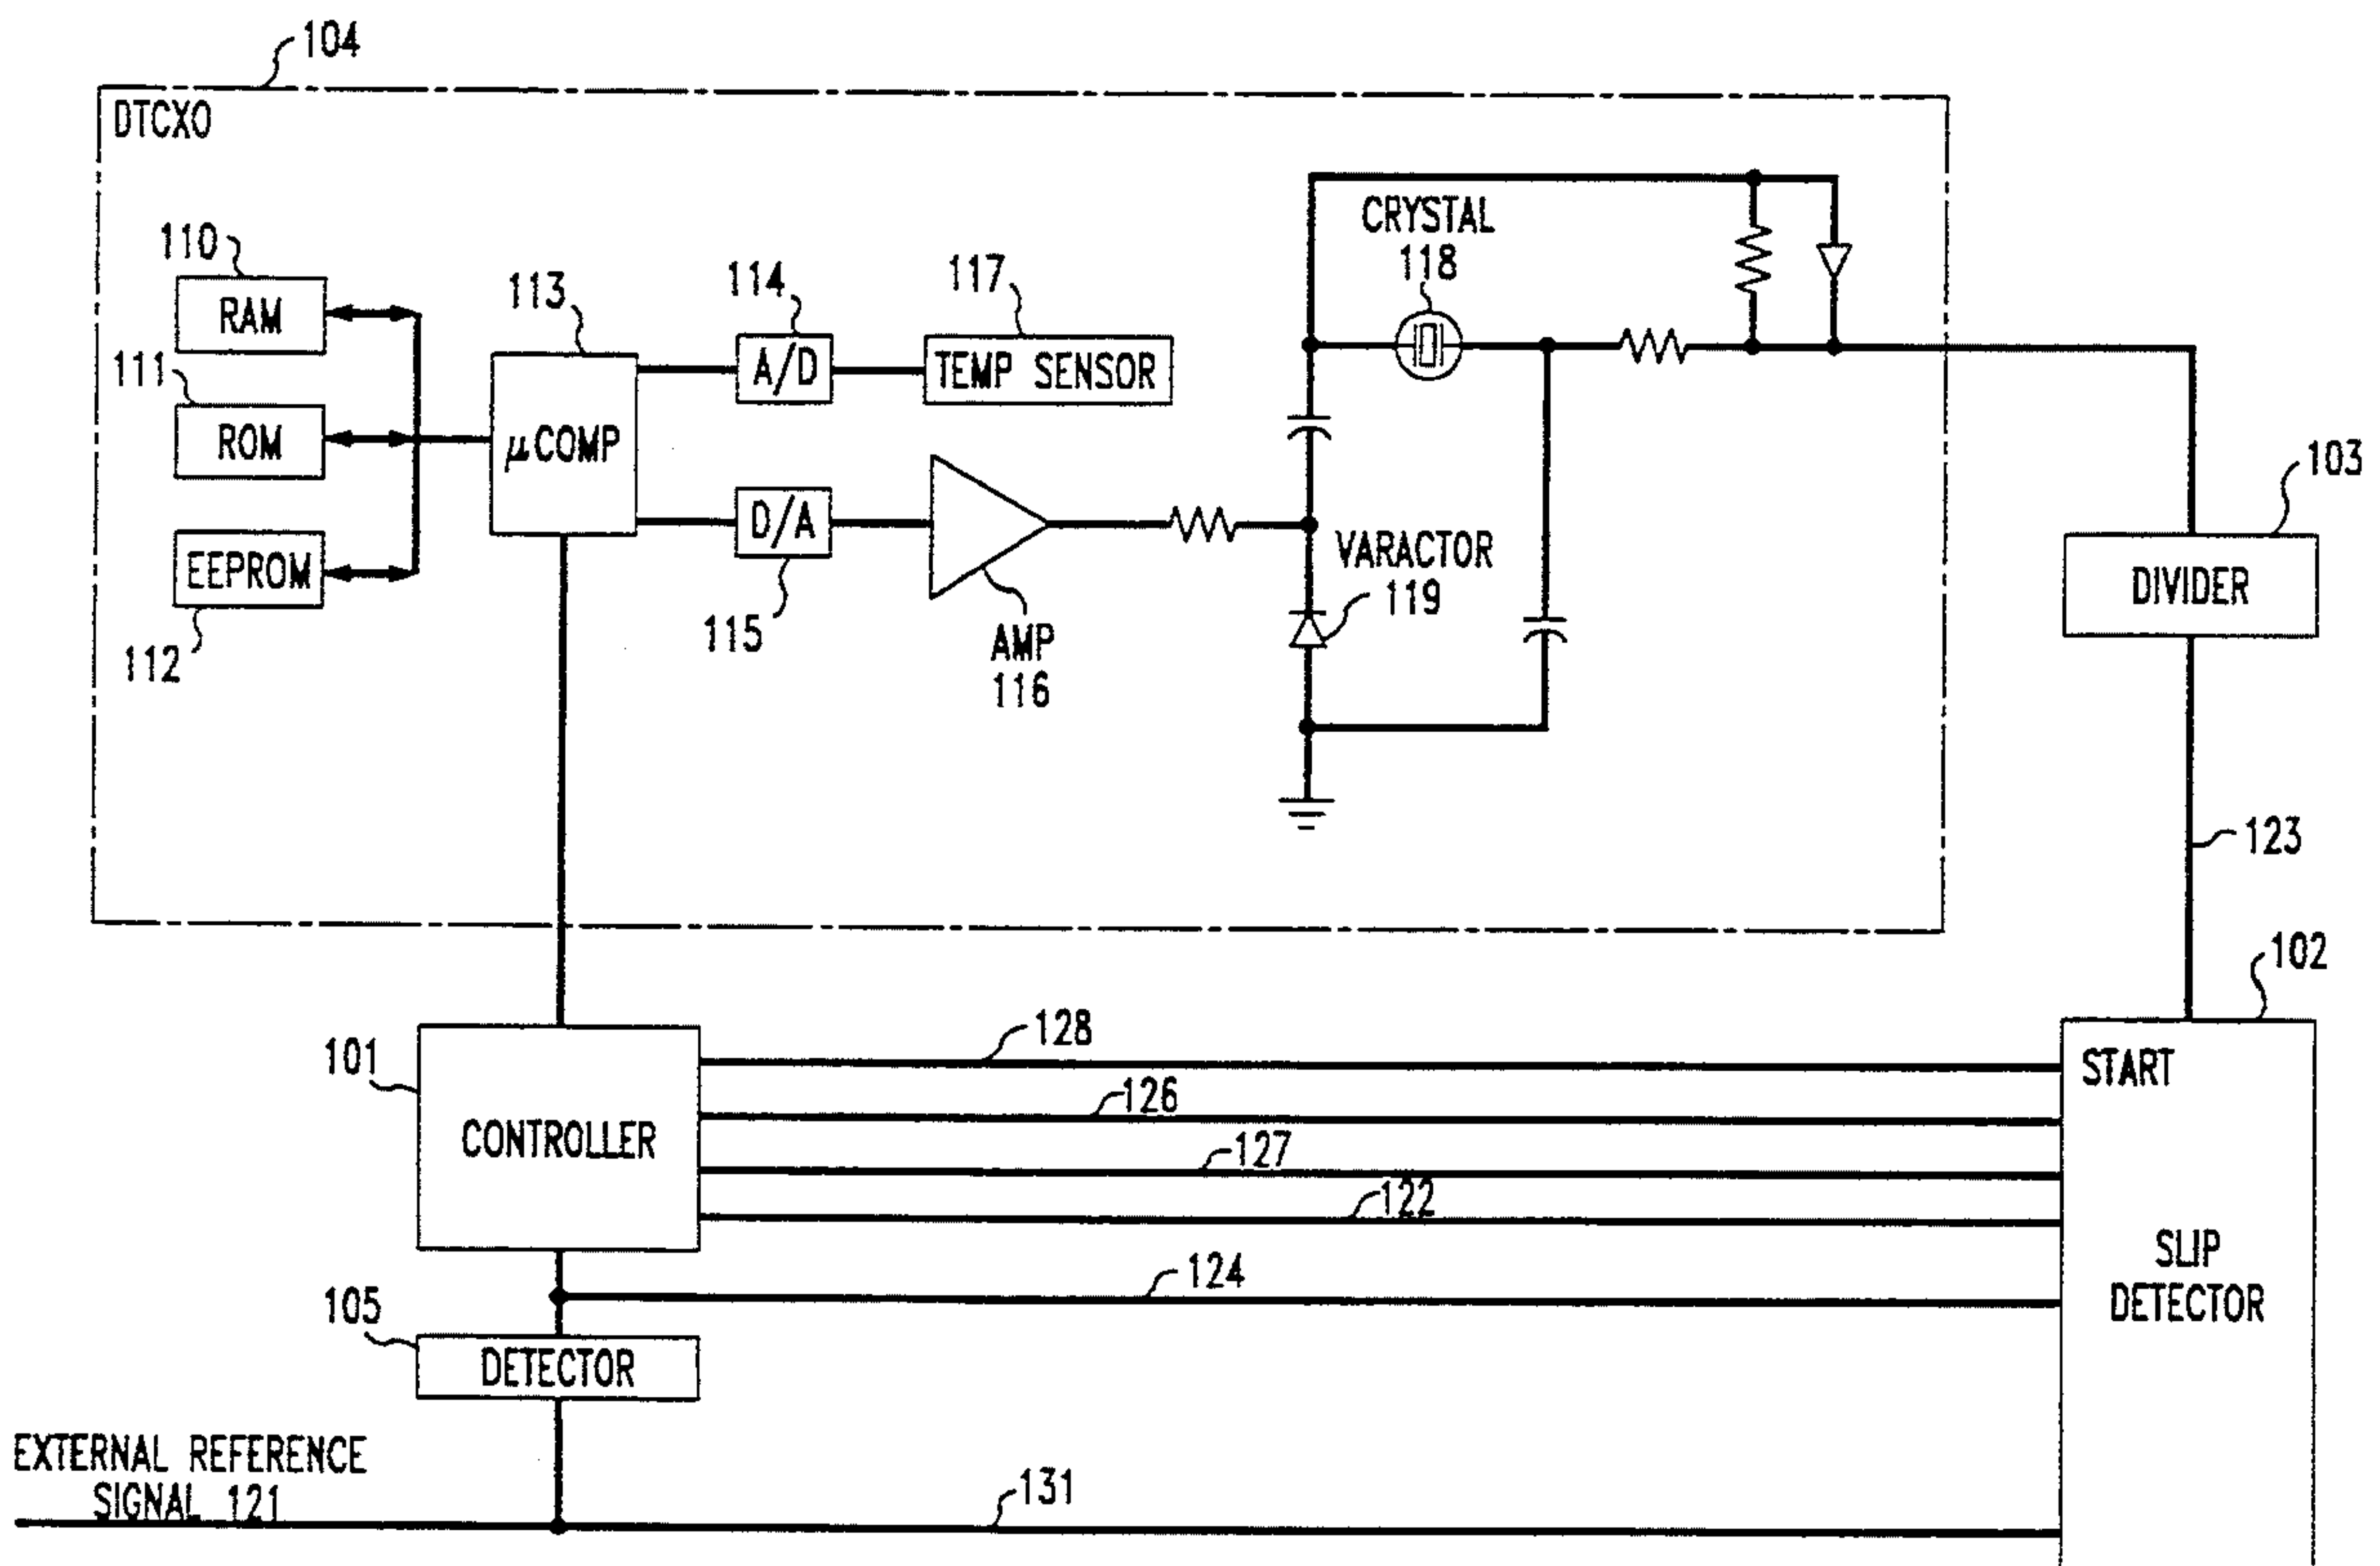 104
DTCXO
110
RAM
111
ROM
EEPROM
112
113
μCOMP
114
A/D
117
TEMP SENSOR
D/A
115
AMP
116
CRYSTAL
118
VARACTOR
119
103
DIVIDER
123
102
101
CONTROLLER
128
START
126
127
122
124
SLIP
DETECTOR
105
DETECTOR
EXTERNAL REFERENCE
SIGNAL 121
131